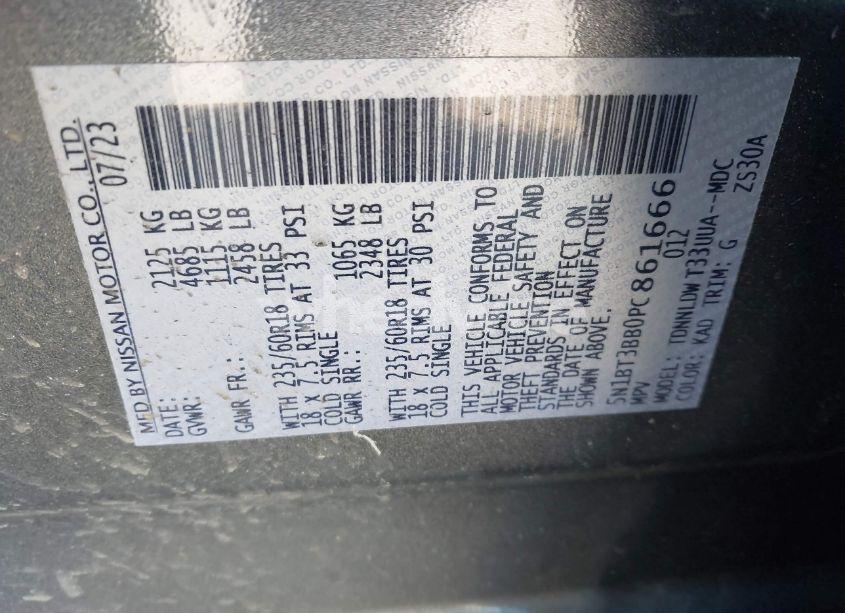 MFD BY NISSAN MOTOR CO., LTD.
DATE: 07/23
GVWR: 2125 KG
4685 LB
GAWR FR.: 1115 KG
2458 LB
WITH 235/60R18 TIRES
18 X 7.5 RIMS AT 33 PSI
COLD SINGLE
GAWR RR.: 1065 KG
2348 LB
WITH 235/60R18 TIRES
18 X 7.5 RIMS AT 30 PSI
COLD SINGLE
THIS VEHICLE CONFORMS TO
ALL APPLICABLE FEDERAL
MOTOR VEHICLE SAFETY AND
THEFT PREVENTION
STANDARDS IN EFFECT ON
THE DATE OF MANUFACTURE
SHOWN ABOVE.
5N1BT3BB0PC861666
MPV 012
MODEL: TDNNLDWT33UUA--MDC
COLOR: KAD TRIM: G ZS30A